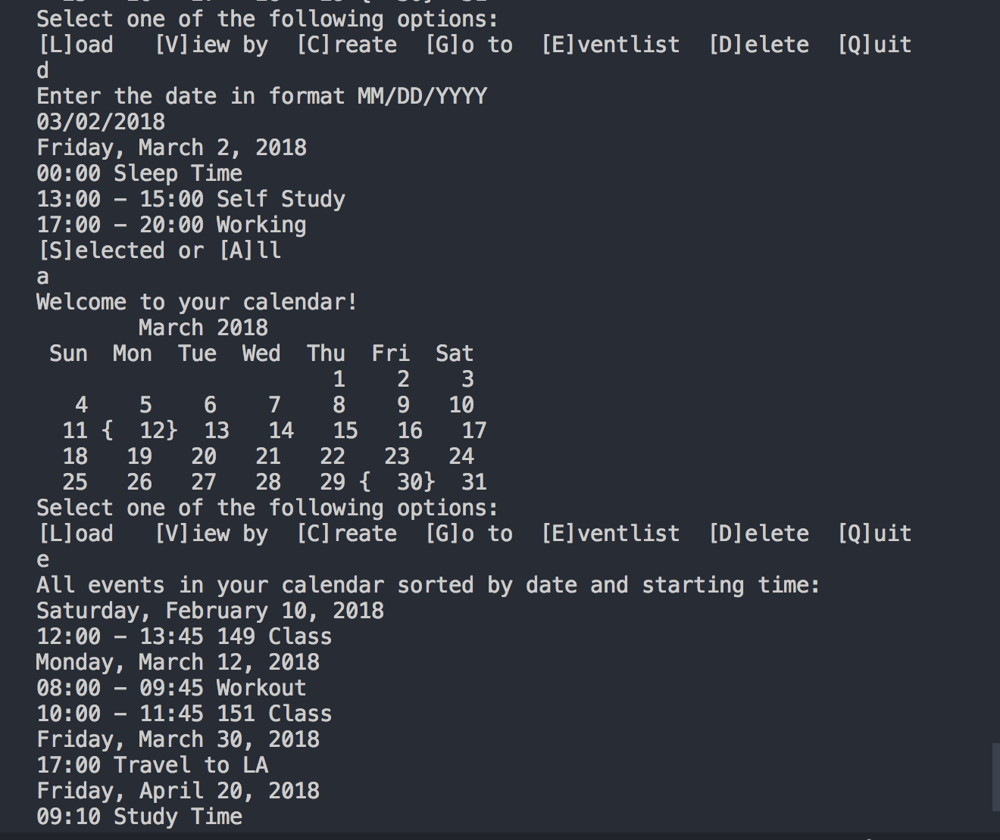 Select one of the following options:
[L]oad   [V]iew by  [C]reate  [G]o to  [E]ventlist  [D]elete  [Q]uit
d
Enter the date in format MM/DD/YYYY
03/02/2018
Friday, March 2, 2018
00:00 Sleep Time
13:00 – 15:00 Self Study
17:00 – 20:00 Working
[S]elected or [A]ll
a
Welcome to your calendar!
        March 2018
 Sun  Mon  Tue  Wed  Thu  Fri  Sat
                       1    2    3
   4    5    6    7    8    9   10
  11 {  12}  13   14   15   16   17
  18   19   20   21   22   23   24
  25   26   27   28   29 {  30}  31
Select one of the following options:
[L]oad   [V]iew by  [C]reate  [G]o to  [E]ventlist  [D]elete  [Q]uit
e
All events in your calendar sorted by date and starting time:
Saturday, February 10, 2018
12:00 – 13:45 149 Class
Monday, March 12, 2018
08:00 – 09:45 Workout
10:00 – 11:45 151 Class
Friday, March 30, 2018
17:00 Travel to LA
Friday, April 20, 2018
09:10 Study Time